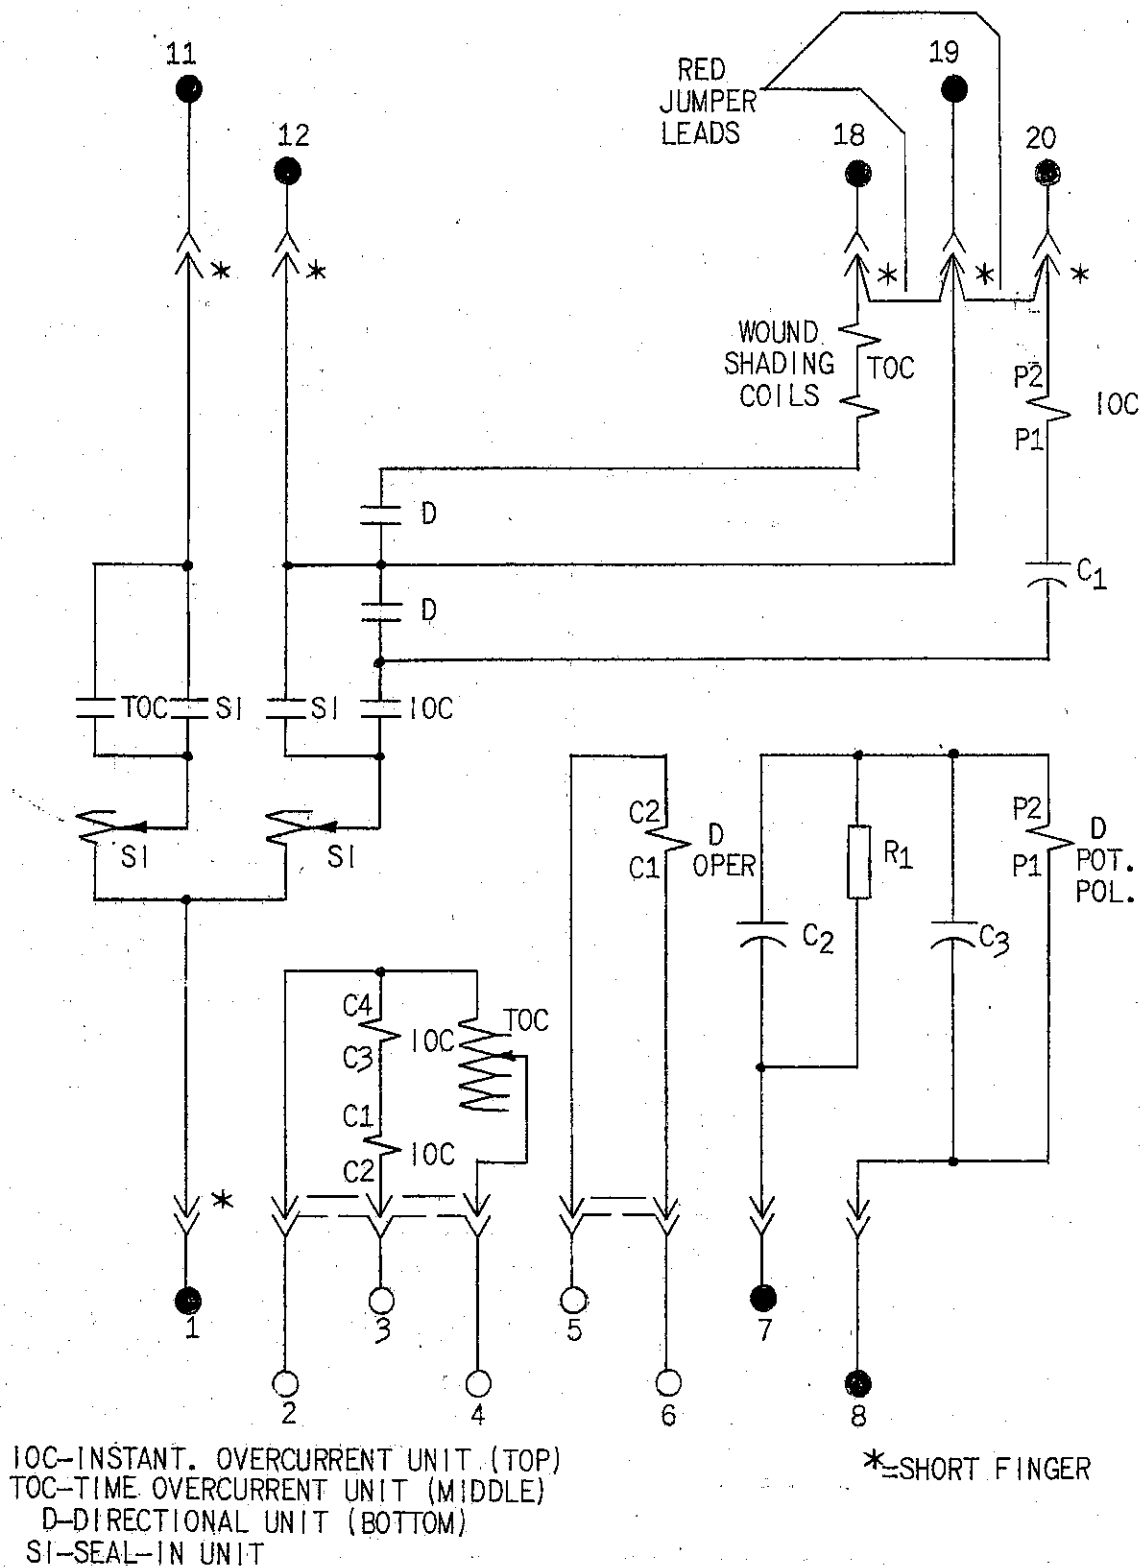 11
12
RED
JUMPER
LEADS
19
18
20
*
*
*
*
*
WOUND
SHADING
COILS
TOC
P2
P1
IOC
D
C1
D
TOC
SI
SI
IOC
SI
SI
C2
C1
D
OPER
R1
P2
P1
D
POT.
POL.
C2
C3
C4
C3
IOC
TOC
C1
C2
IOC
*
1
2
3
4
5
6
7
8
IOC-INSTANT. OVERCURRENT UNIT (TOP)
TOC-TIME OVERCURRENT UNIT (MIDDLE)
D-DIRECTIONAL UNIT (BOTTOM)
SI-SEAL-IN UNIT
*=SHORT FINGER